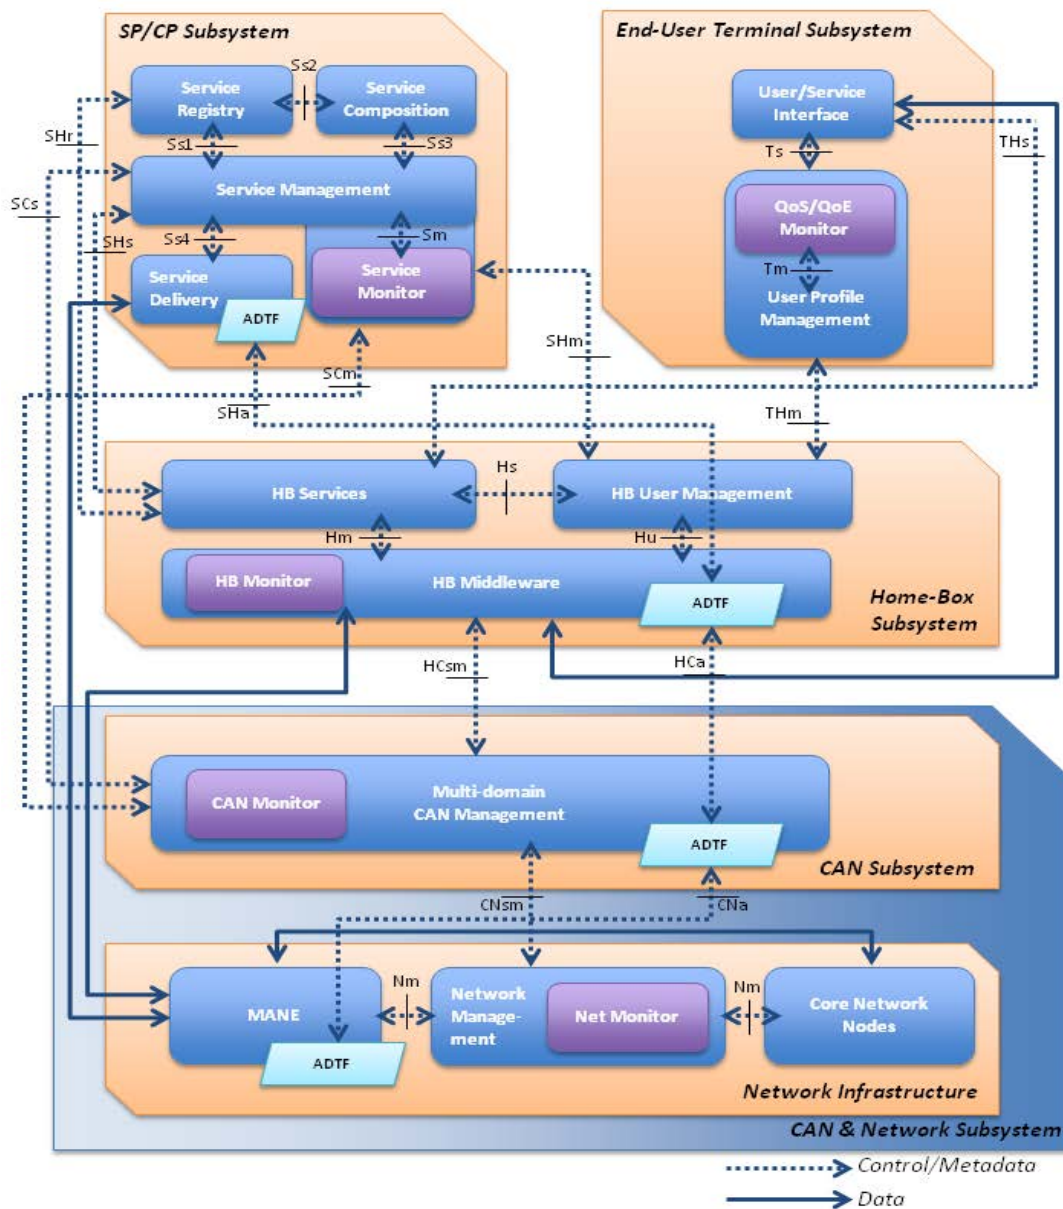 SP/CP Subsystem
End-User Terminal Subsystem
Service
Registry
Ss2
Service
Composition
User/Service
Interface
SHr
Ss1
Ss3
Ts
THs
Service Management
SCs
QoS/QoE
Monitor
SHs
Ss4
Sm
Service
Delivery
Service
Monitor
Tm
User Profile
Management
ADTF
SHm
SCm
SHa
THm
HB Services
Hs
HB User Management
Hm
Hu
HB Monitor
HB Middleware
ADTF
Home-Box
Subsystem
HCsm
HCa
CAN Monitor
Multi-domain
CAN Management
ADTF
CAN Subsystem
CNsm
CNa
MANE
Nm
Network
Manage-
ment
Net Monitor
Nm
Core Network
Nodes
ADTF
Network Infrastructure
CAN & Network Subsystem
Control/Metadata
Data